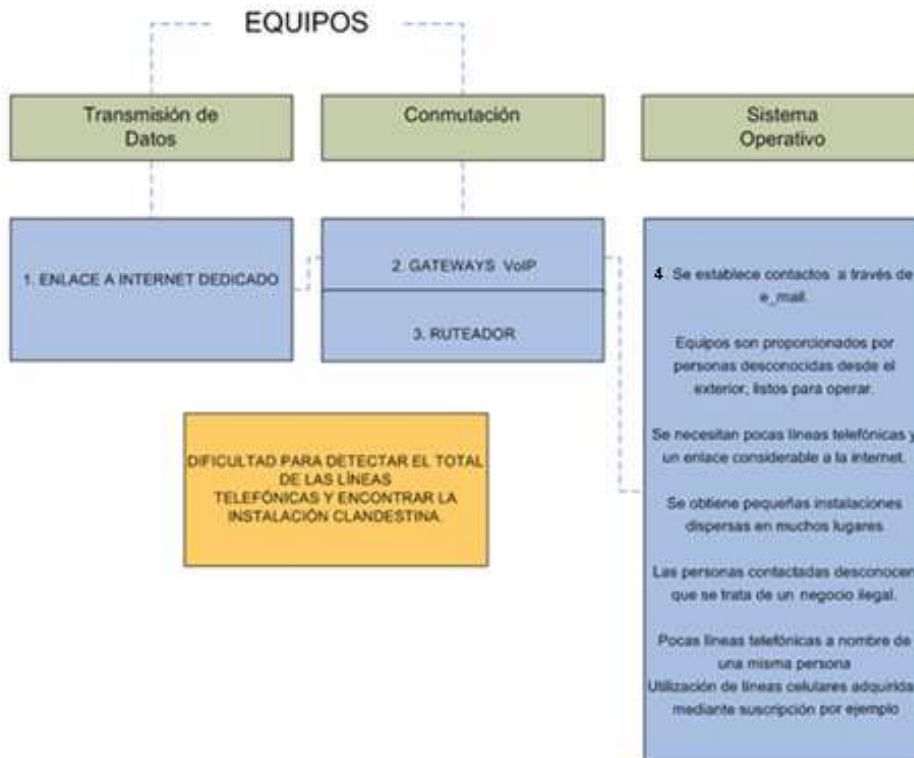 EQUIPOS
Transmisión de
Datos
Conmutación
Sistema
Operativo
1. ENLACE A INTERNET DEDICADO
2. GATEWAYS VoIP
3. RUTEADOR
4 Se establece contactos a través de
e_mail.
Equipos son proporcionados por
personas desconocidas desde el
exterior, listos para operar.
Se necesitan pocas líneas telefónicas y
un enlace considerable a la internet.
Se obtiene pequeñas instalaciones
dispersas en muchos lugares
Las personas contactadas desconocen
que se trata de un negocio ilegal.
Pocas líneas telefónicas a nombre de
una misma persona
Utilización de líneas celulares adquirida
mediante suscripción por ejemplo
DIFICULTAD PARA DETECTAR EL TOTAL
DE LAS LÍNEAS
TELEFÓNICAS Y ENCONTRAR LA
INSTALACIÓN CLANDESTINA.